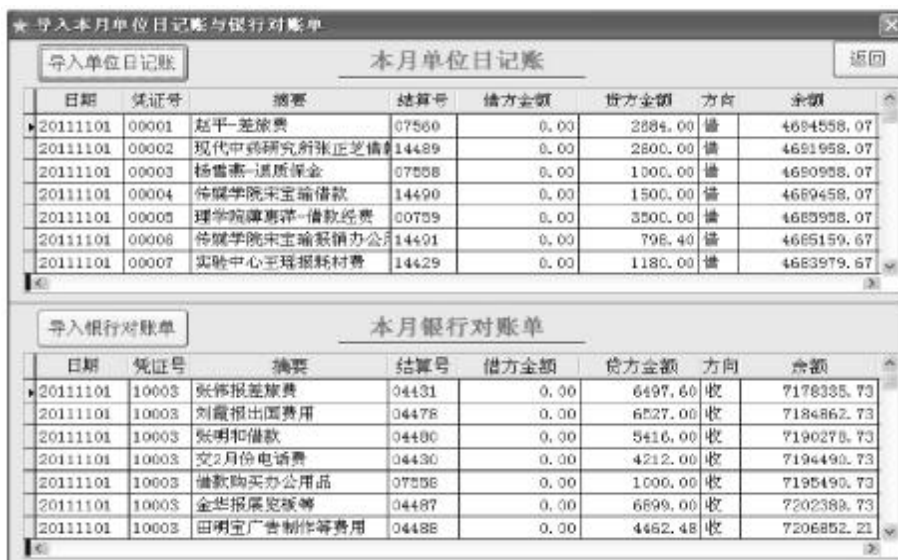 导入本月单位日记账与银行对账单
导入单位日记账 本月单位日记账 返回
日期 凭证号 摘要 结算号 借方金额 贷方金额 方向 余额
20111101 00001 赵平-差旅费 07560 0.00 2684.00 借 4694558.07
20111101 00002 现代中药研究所张正芝借 14489 0.00 2600.00 借 4691958.07
20111101 00003 杨雪燕-退质保金 07558 0.00 1000.00 借 4690958.07
20111101 00004 传媒学院宋宝瑜借款 14490 0.00 1500.00 借 4689458.07
20111101 00005 理学院 -借款经费 00759 0.00 3500.00 借 4685958.07
20111101 00006 传媒学院宋宝瑜报销办公 14491 0.00 798.40 借 4685159.67
20111101 00007 实验中心王瑶报耗材费 14429 0.00 1180.00 借 4683979.67
导入银行对账单 本月银行对账单
日期 凭证号 摘要 结算号 借方金额 贷方金额 方向 余额
20111101 10003 张伟报差旅费 04431 0.00 6497.60 收 7178335.73
20111101 10003 刘霞报出国费用 04478 0.00 6527.00 收 7184862.73
20111101 10003 张明和借款 04480 0.00 5416.00 收 7190278.73
20111101 10003 交2月份电话费 04430 0.00 4212.00 收 7194490.73
20111101 10003 借款购买办公用品 07558 0.00 1000.00 收 7195490.73
20111101 10003 金华报展览板等 04487 0.00 6899.00 收 7202389.73
20111101 10003 田明宝广告制作等费用 04488 0.00 4462.48 收 7206852.21